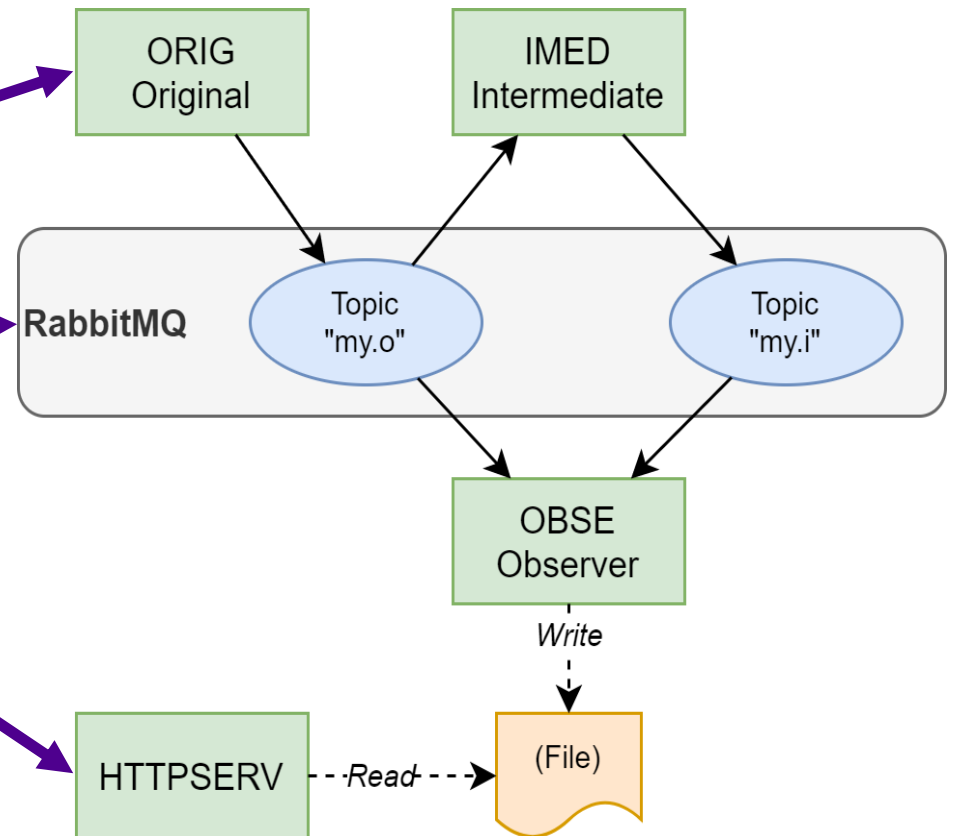 ORIG
Original
IMED
Intermediate
RabbitMQ
Topic
"my.o"
Topic
"my.i"
OBSE
Observer
Write
HTTPSERV
Read
(File)